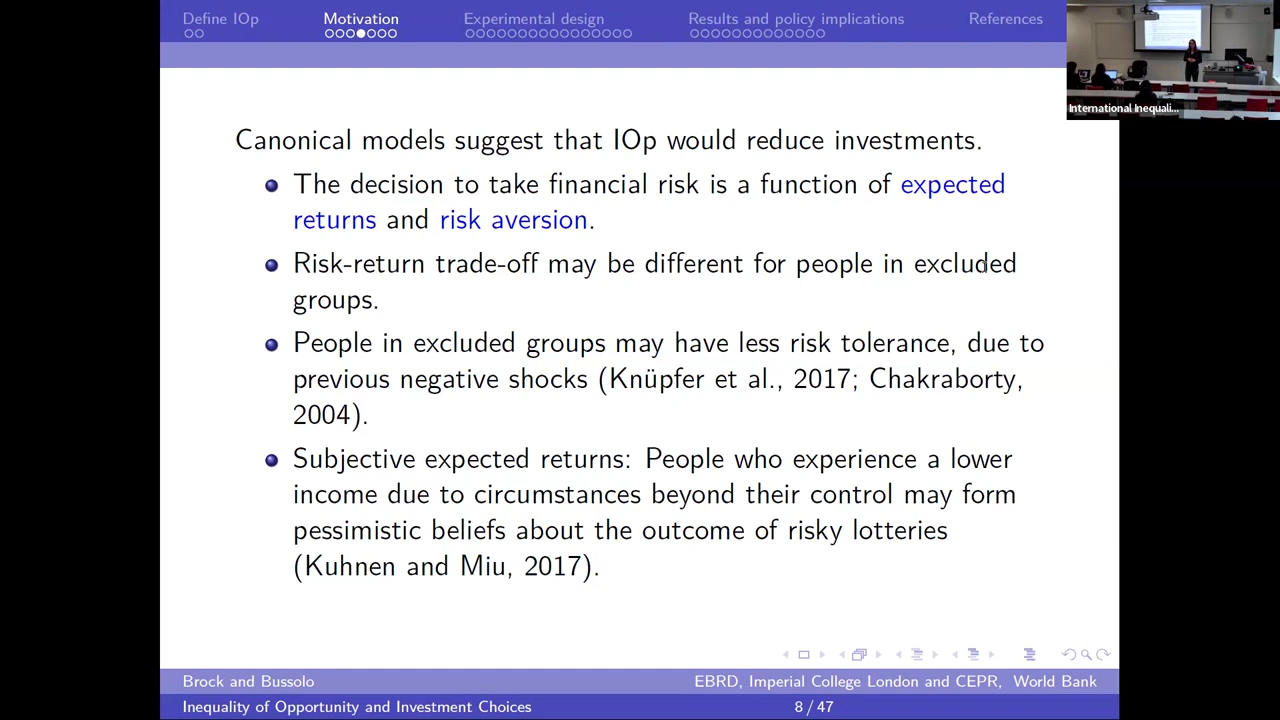 Define IOp
Motivation
Experimental design
Results and policy implications
References
International Inequali...
Canonical models suggest that IOp would reduce investments.
The decision to take financial risk is a function of expected
returns and risk aversion.
Risk-return trade-off may be different for people in excluded
groups.
People in excluded groups may have less risk tolerance, due to
previous negative shocks (Knüpfer et al., 2017; Chakraborty,
2004).
Subjective expected returns: People who experience a lower
income due to circumstances beyond their control may form
pessimistic beliefs about the outcome of risky lotteries
(Kuhnen and Miu, 2017).
Brock and Bussolo
EBRD, Imperial College London and CEPR, World Bank
Inequality of Opportunity and Investment Choices
8 / 47